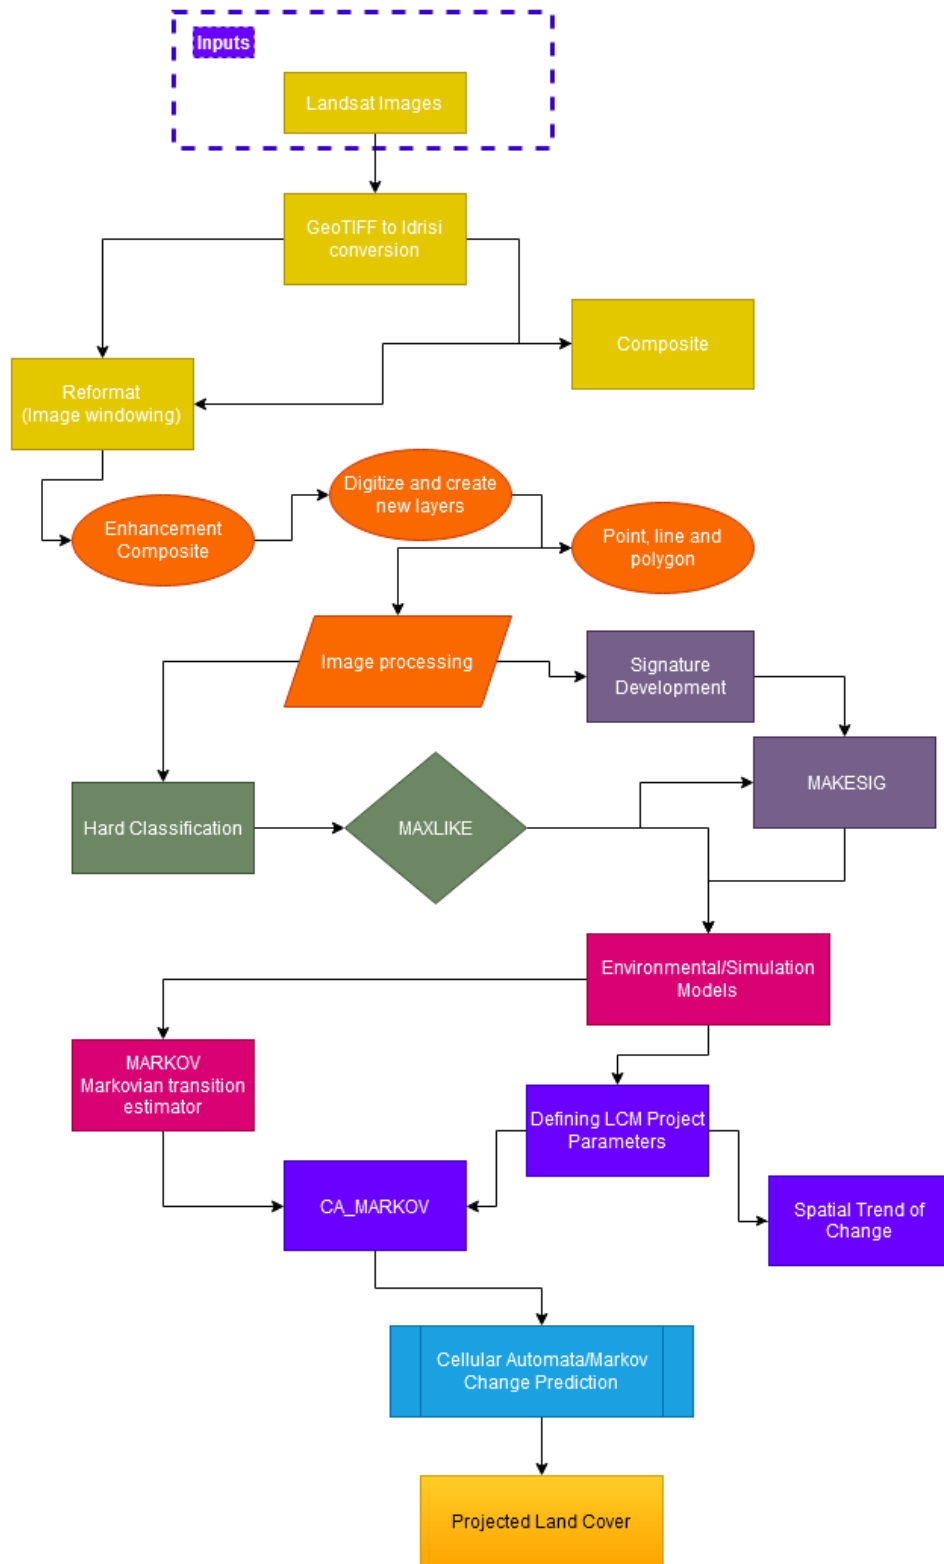 Inputs
Landsat Images
GeoTIFF to Idrisi
conversion
Composite
Reformat
(Image windowing)
Digitize and create
new layers
Enhancement
Composite
Point, line and
polygon
Image processing
Signature
Development
MAKESIG
Hard Classification
MAXLIKE
Environmental/Simulation
Models
MARKOV
Markovian transition
estimator
Defining LCM Project
Parameters
CA_MARKOV
Spatial Trend of
Change
Cellular Automata/Markov
Change Prediction
Projected Land Cover